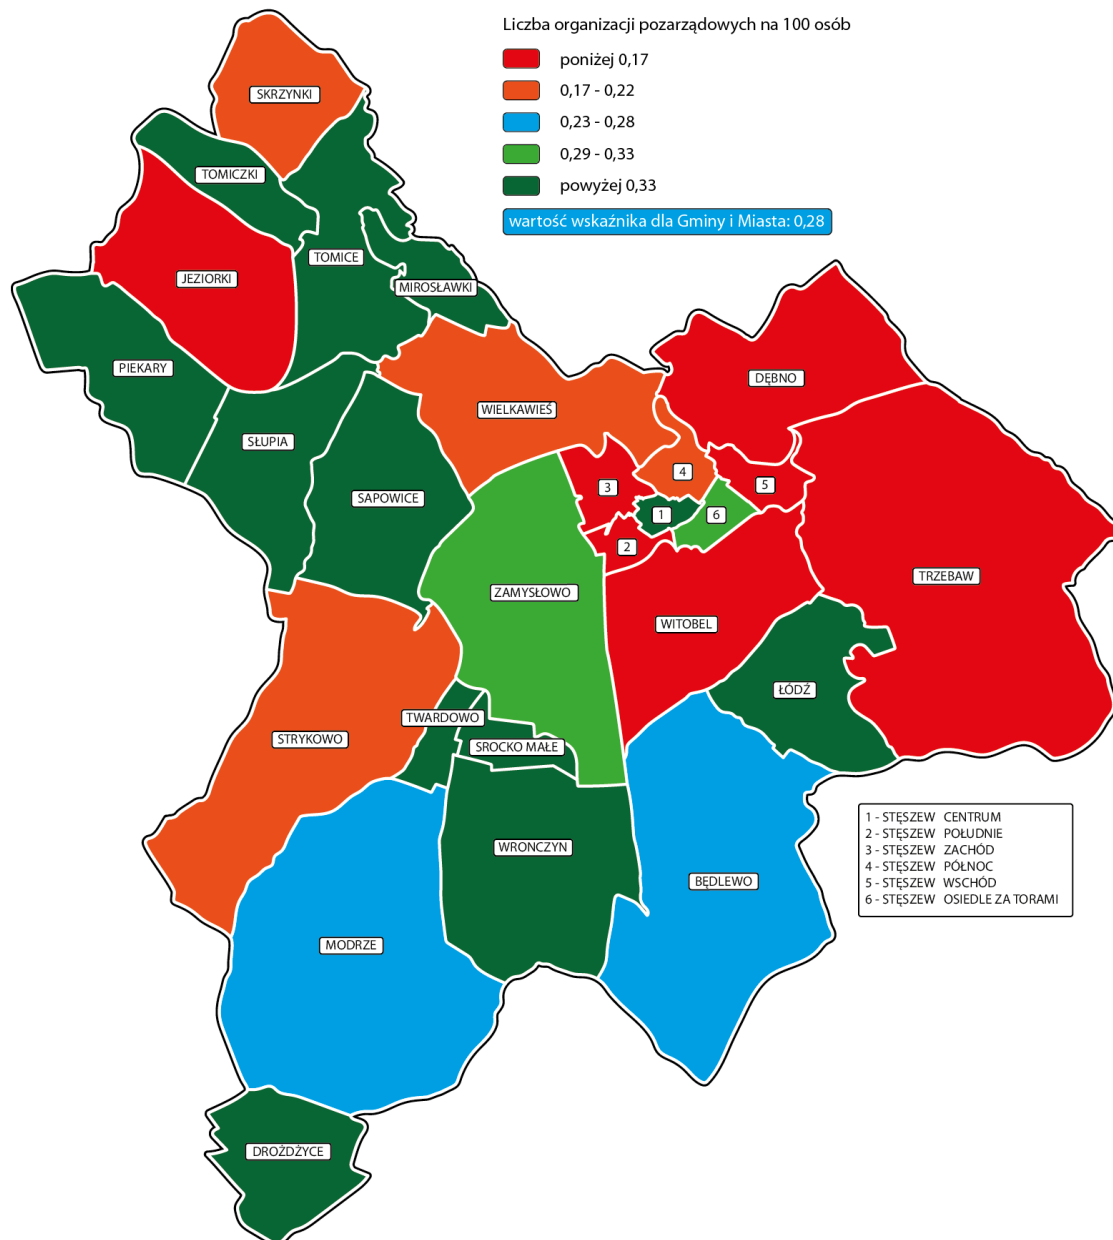 Liczba organizacji pozarządowych na 100 osób
poniżej 0,17
0,17 - 0,22
0,23 - 0,28
0,29 - 0,33
powyżej 0,33
wartość wskaźnika dla Gminy i Miasta: 0,28
SKRZYNKI
TOMICZKI
TOMICE
JEZIORKI
MIROSŁAWKI
PIEKARY
DĘBNO
WIELKAWIEŚ
SŁUPIA
4
3
5
SAPOWICE
1
6
2
TRZEBAW
ZAMYSŁOWO
WITOBEL
ŁÓDŹ
TWARDOWO
STRYKOWO
SROCKO MAŁE
WRONCZYN
BĘDLEWO
MODRZE
DROŻDŻYCE
1 - STĘSZEW CENTRUM
2 - STĘSZEW POŁUDNIE
3 - STĘSZEW ZACHÓD
4 - STĘSZEW PÓŁNOC
5 - STĘSZEW WSCHÓD
6 - STĘSZEW OSIEDLE ZA TORAMI